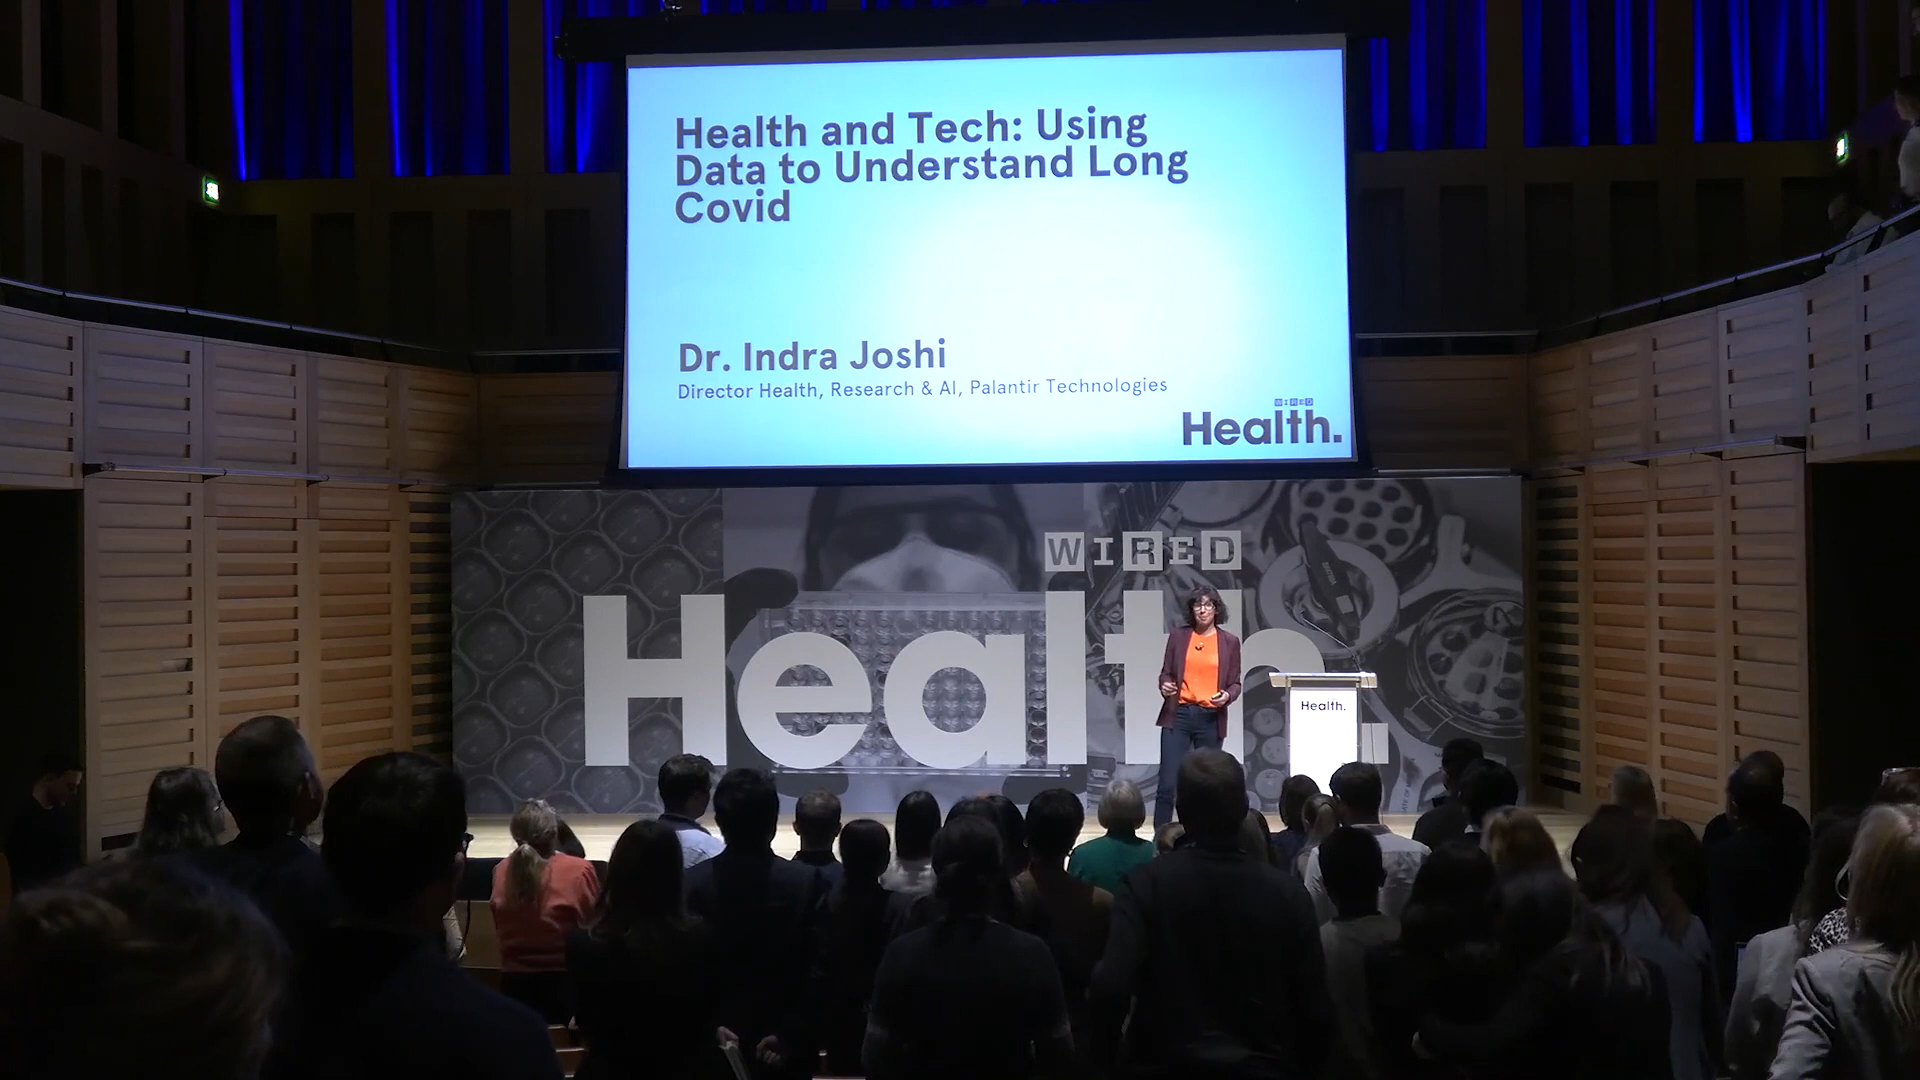 Health and Tech: Using
Data to Understand Long
Covid
Dr. Indra Joshi
Director Health, Research & AI, Palantir Technologies
WIRED
Health.
WIRED
Health.
Health.